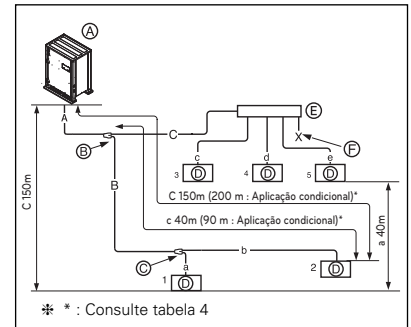 A
A
C
E
X
F
B
c
d
e
3 D
4 D
5 D
C 150m
B
C 150m (200 m : Aplicação condicional)*
c 40m (90 m : Aplicação condicional)*
a 40m
b
C
a
2 D
1 D
※ * : Consulte tabela 4